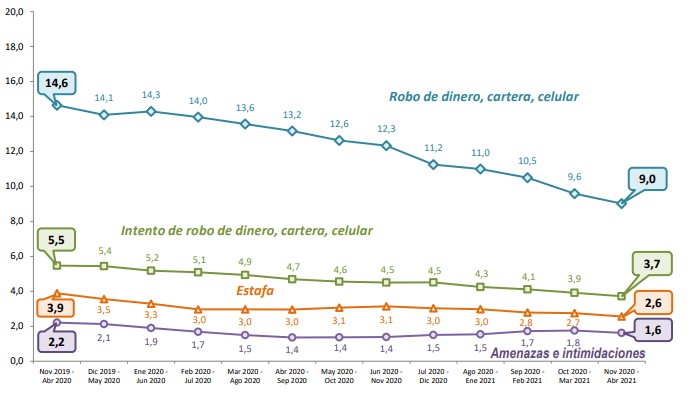 20,0
18,0
16,0
14,0
12,0
10,0
8,0
6,0
4,0
2,0
0,0
14,6
14,1
14,3
14,0
13,6
13,2
12,6
12,3
11,2
11,0
10,5
9,6
9,0
Robo de dinero, cartera, celular
Intento de robo de dinero, cartera, celular
5,5
5,4
5,2
5,1
4,9
4,7
4,6
4,5
4,5
4,3
4,1
3,9
3,7
Estafa
3,9
3,5
3,3
3,0
3,0
3,0
3,1
3,1
3,0
3,0
2,8
2,7
2,6
2,2
2,1
1,9
1,7
1,5
1,4
1,4
1,4
1,5
1,5
1,7
1,8
1,6
Amenazas e intimidaciones
Nov 2019 -
Abr 2020
Dic 2019 -
May 2020
Ene 2020 -
Jun 2020
Feb 2020 -
Jul 2020
Mar 2020 -
Ago 2020
Abr 2020 -
Sep 2020
May 2020 -
Oct 2020
Jun 2020 -
Nov 2020
Jul 2020 -
Dic 2020
Ago 2020 -
Ene 2021
Sep 2020 -
Feb 2021
Oct 2020 -
Mar 2021
Nov 2020 -
Abr 2021